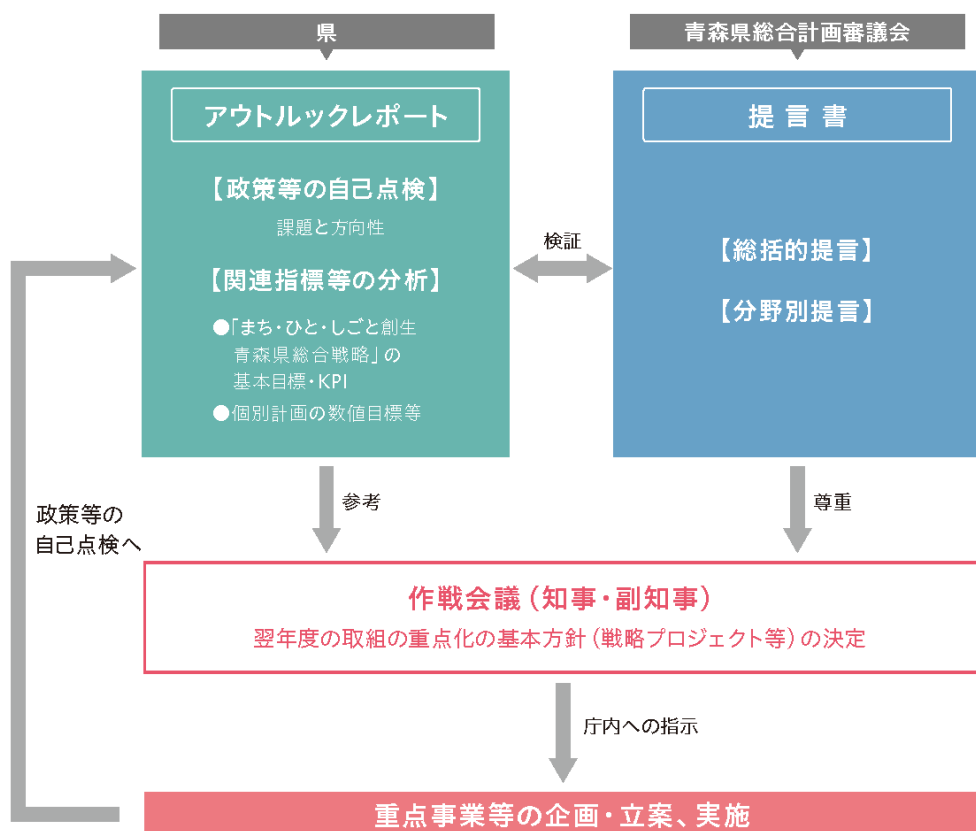 県
青森県総合計画審議会
アウトルックレポート
提言書
【政策等の自己点検】
課題と方向性
【関連指標等の分析】
●「まち・ひと・しごと創生
青森県総合戦略」の
基本目標・KPI
●個別計画の数値目標等
検証
【総括的提言】
【分野別提言】
参考
尊重
政策等の
自己点検へ
作戦会議（知事・副知事）
翌年度の取組の重点化の基本方針（戦略プロジェクト等）の決定
庁内への指示
重点事業等の企画・立案、実施